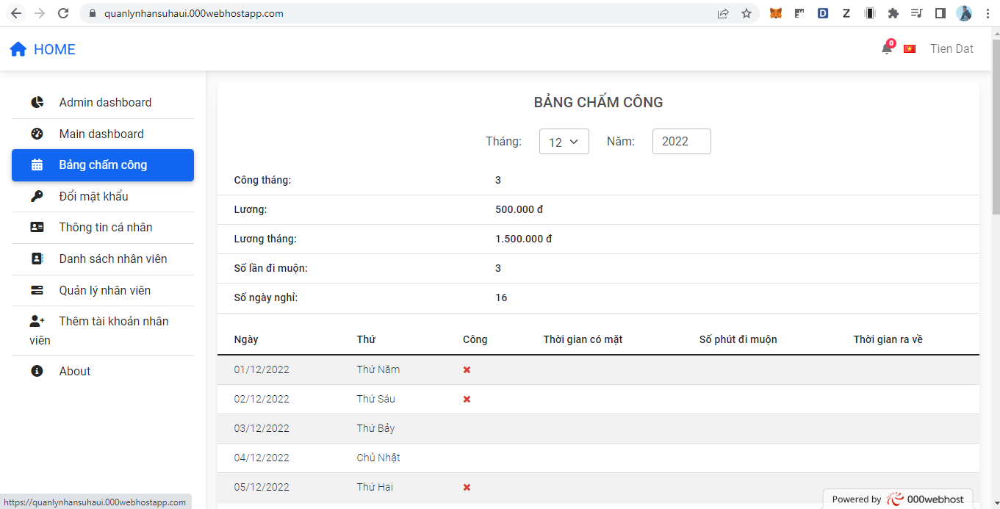 quanlynhansuhaui.000webhostapp.com
D
Z
HOME
0
Tien Dat
Admin dashboard
Main dashboard
Bảng chấm công
Đổi mật khẩu
Thông tin cá nhân
Danh sách nhân viên
Quản lý nhân viên
Thêm tài khoản nhân
viên
About
BẢNG CHẤM CÔNG
Tháng: 12 Năm: 2022
Công tháng: 3
Lương: 500.000 đ
Lương tháng: 1.500.000 đ
Số lần đi muộn: 3
Số ngày nghỉ: 16
Ngày Thứ Công Thời gian có mặt Số phút đi muộn Thời gian ra về
01/12/2022 Thứ Năm
02/12/2022 Thứ Sáu
03/12/2022 Thứ Bảy
04/12/2022 Chủ Nhật
05/12/2022 Thứ Hai
https://quanlynhansuhaui.000webhostapp.com
Powered by 000webhost